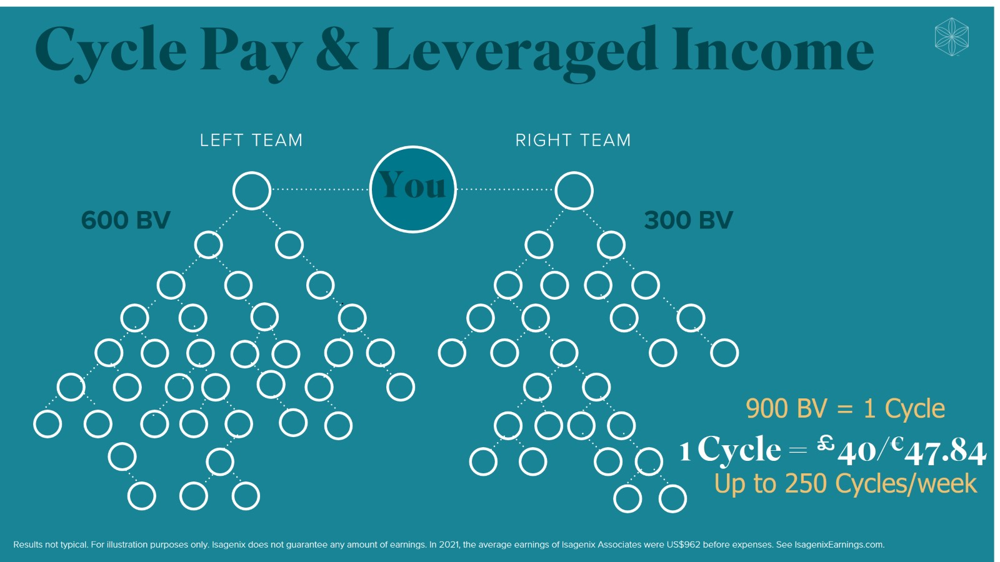 Cycle Pay & Leveraged Income
LEFT TEAM
RIGHT TEAM
You
600 BV
300 BV
900 BV = 1 Cycle
1 Cycle = £40/€47.84
Up to 250 Cycles/week
Results not typical. For illustration purposes only. Isagenix does not guarantee any amount of earnings. In 2021, the average earnings of Isagenix Associates were US$962 before expenses. See IsagenixEarnings.com.